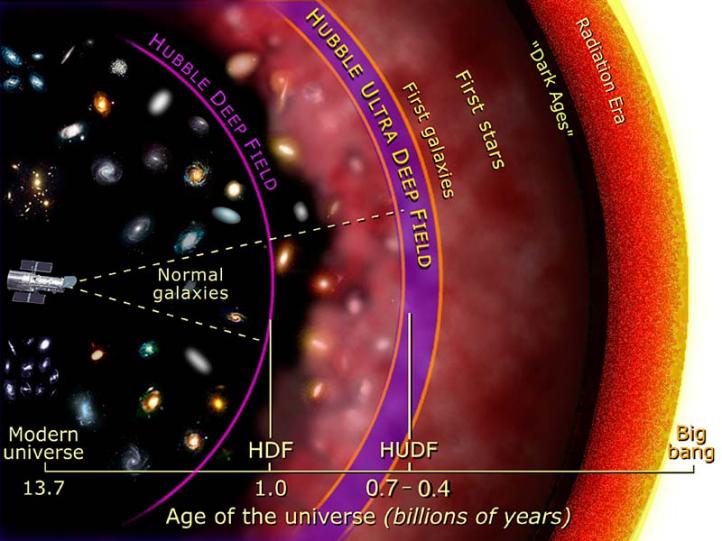 HUBBLE DEEP FIELD
HUBBLE ULTRA DEEP FIELD
First galaxies
First stars
"Dark Ages"
Radiation Era
Normal
galaxies
Modern
universe
HDF
HUDF
Big
bang
13.7
1.0
0.7 - 0.4
Age of the universe (billions of years)